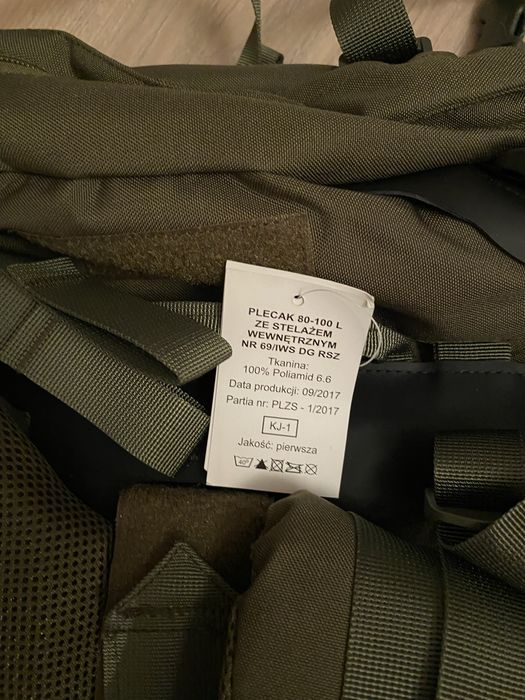 PLECAK 80-100 L
ZE STELAŻEM
WEWNĘTRZNYM
NR 69/IWS DG RSZ
Tkanina:
100% Poliamid 6.6
Data produkcji: 09/2017
Partia nr: PLZS - 1/2017
KJ-1
Jakość: pierwsza
40°